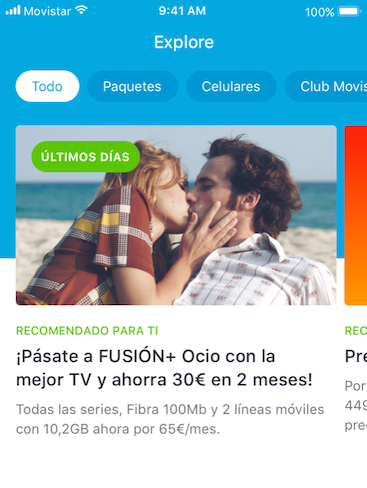 Movistar 9:41 AM 100%
Explore
Todo Paquetes Celulares Club Movis
ÚLTIMOS DÍAS
RECOMENDADO PARA TI
¡Pásate a FUSIÓN+ Ocio con la
mejor TV y ahorra 30€ en 2 meses!
Todas las series, Fibra 100Mb y 2 líneas móviles
con 10,2GB ahora por 65€/mes.
REC
Pre
Por
449
pre